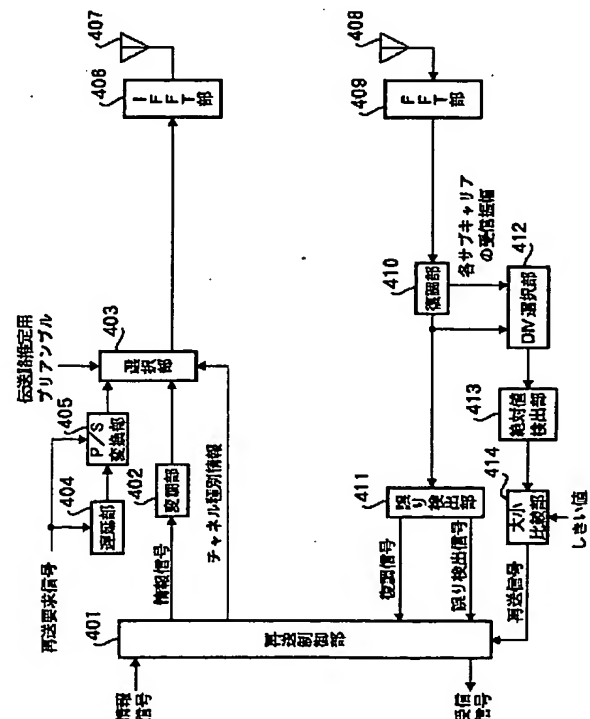 情報
信号
受信
信号
401
再送制御部
再送要求信号
404
遅延部
405
P/S
変換部
伝送路推定用
プリアンブル
403
選択部
情報信号
402
変調部
チャネル種別情報
406
IFFT部
407
408
409
FFT部
410
復調部
各サブキャリア
の受信振幅
412
DIV選択部
413
絶対値
検出部
414
大小
比較部
しきい値
411
誤り検出部
復調信号
誤り検出信号
再送信号